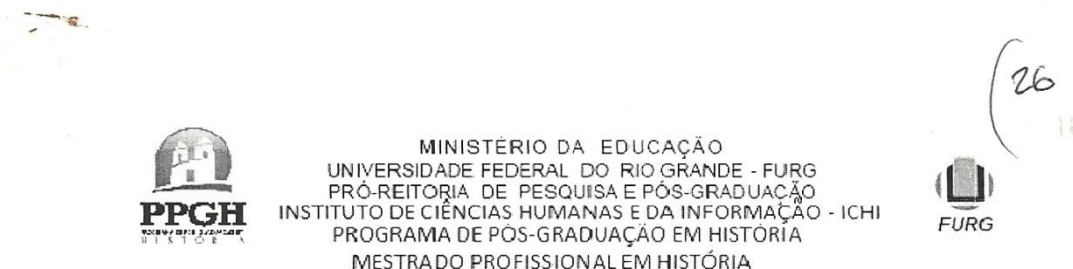 26
MINISTÉRIO DA EDUCAÇÃO
UNIVERSIDADE FEDERAL DO RIO GRANDE - FURG
PRÓ-REITORIA DE PESQUISA E PÓS-GRADUAÇÃO
INSTITUTO DE CIÊNCIAS HUMANAS E DA INFORMAÇÃO - ICHI
PROGRAMA DE PÓS-GRADUAÇÃO EM HISTÓRIA
MESTRADO PROFISSIONAL EM HISTÓRIA
PPGH
HISTÓRIA
FURG